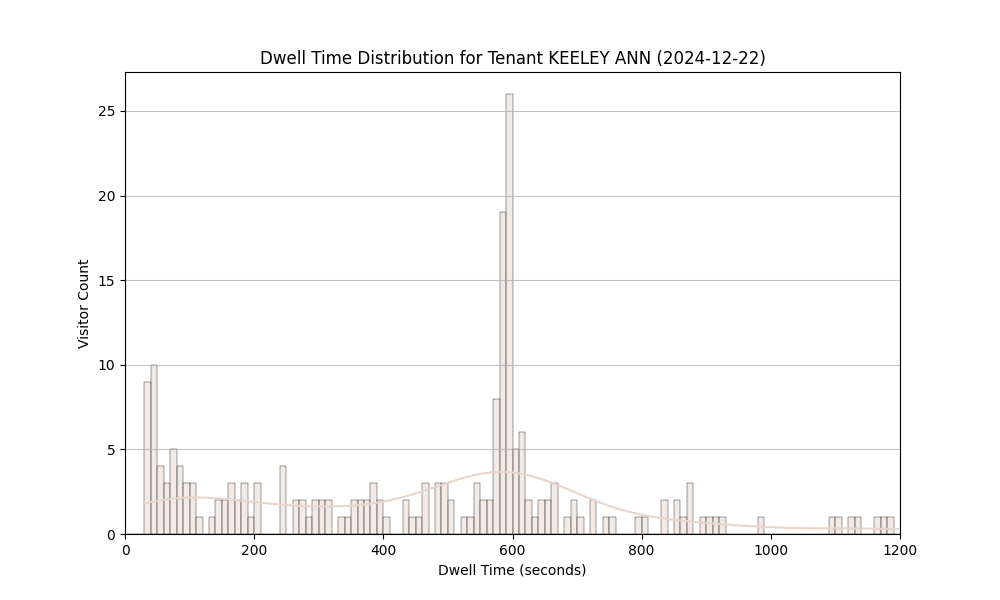 Dwell Time Distribution for Tenant KEELEY ANN (2024-12-22)
25
20
15
10
5
0
Visitor Count
0 200 400 600 800 1000 1200
Dwell Time (seconds)